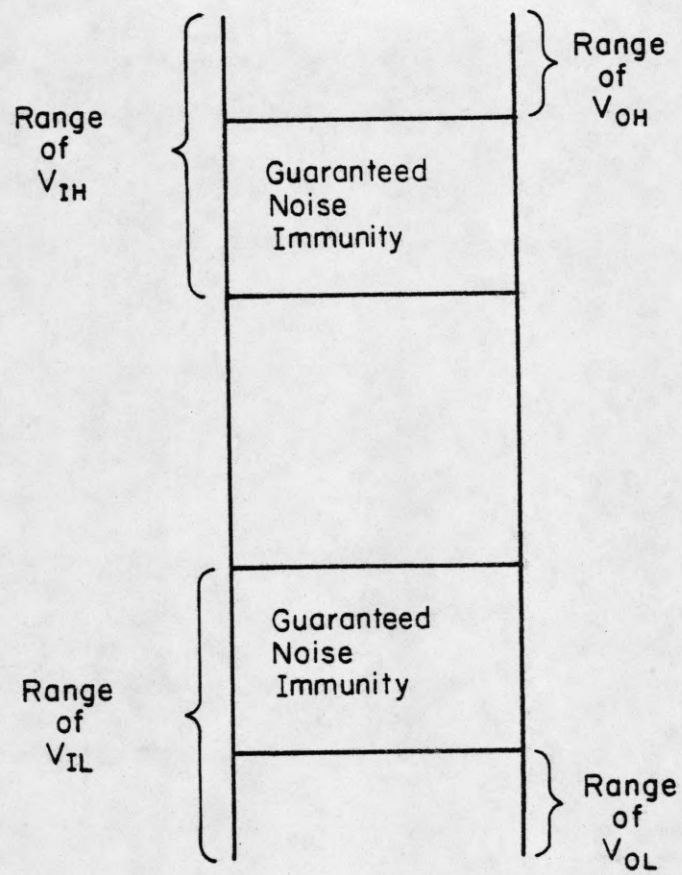 Range
of
V_OH
Range
of
V_IH
Guaranteed
Noise
Immunity
Guaranteed
Noise
Immunity
Range
of
V_IL
Range
of
V_OL